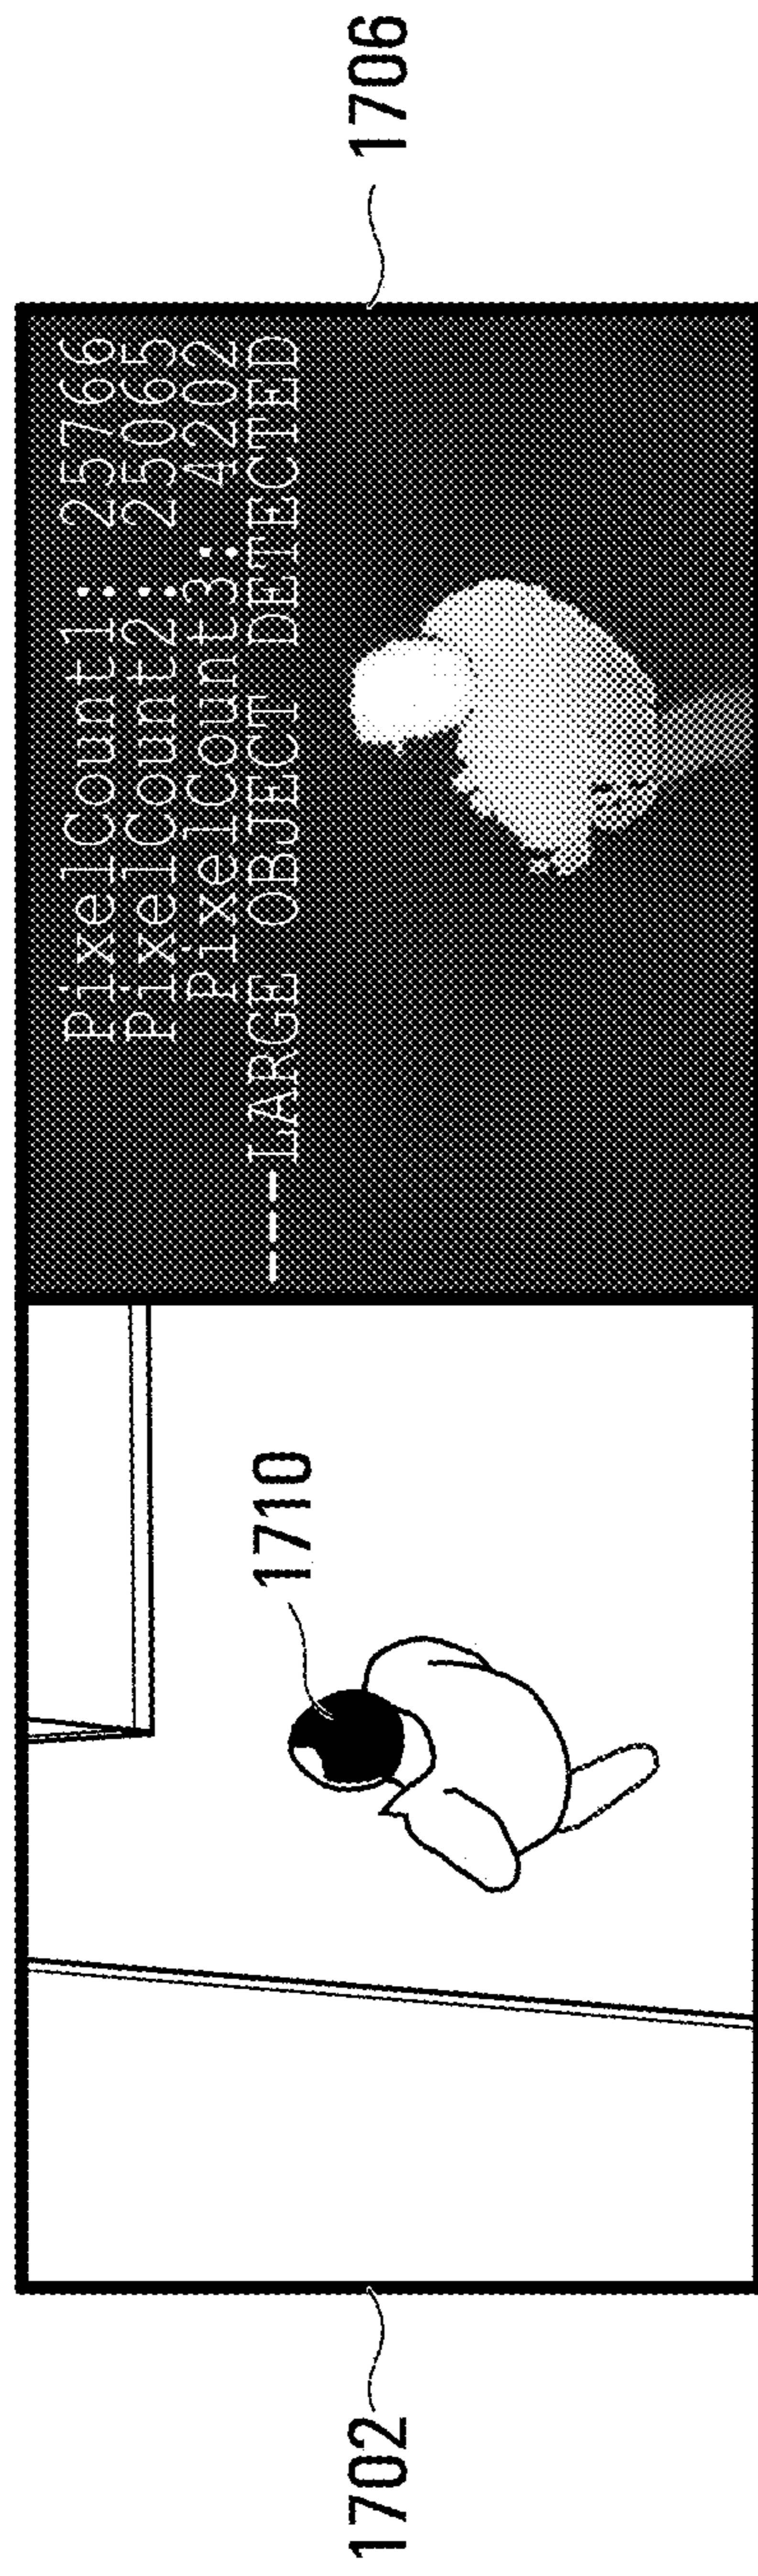 1702
1710
PixelCount1: 25766
PixelCount2: 25065
PixelCount3: 4202
---LARGE OBJECT DETECTED
1706